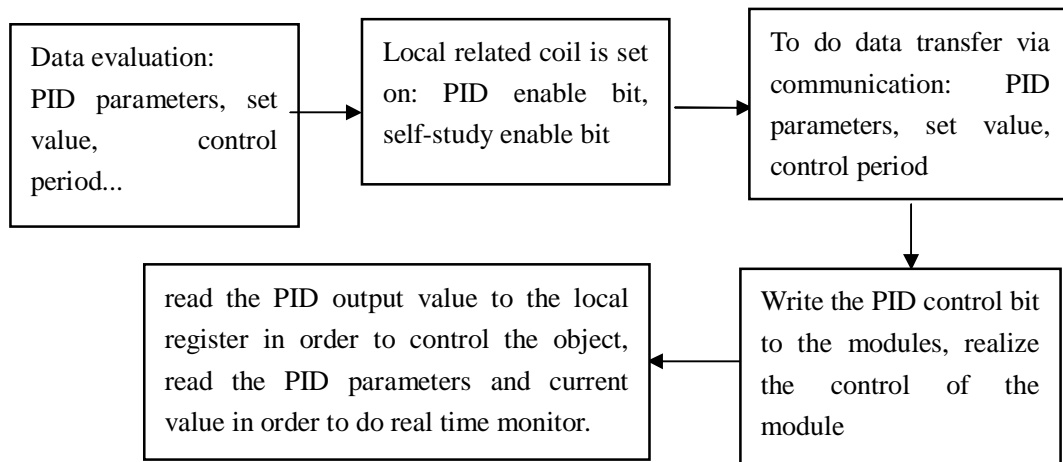 Data evaluation:
PID parameters, set
value, control
period...
Local related coil is set
on: PID enable bit,
self-study enable bit
To do data transfer via
communication: PID
parameters, set value,
control period
Write the PID control bit
to the modules, realize
the control of the
module
read the PID output value to the local
register in order to control the object,
read the PID parameters and current
value in order to do real time monitor.